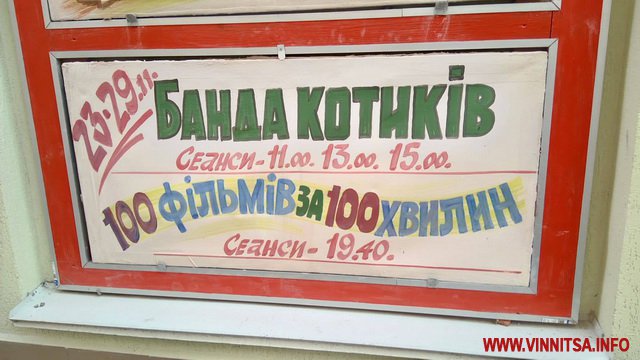 23-29.11.
БАНДА КОТИКІВ
Сеанси-11.00. 13.00. 15.00.
100 ФІЛЬМІВ ЗА 100 ХВИЛИН
Сеанси- 19.40.
WWW.VINNITSA.INFO